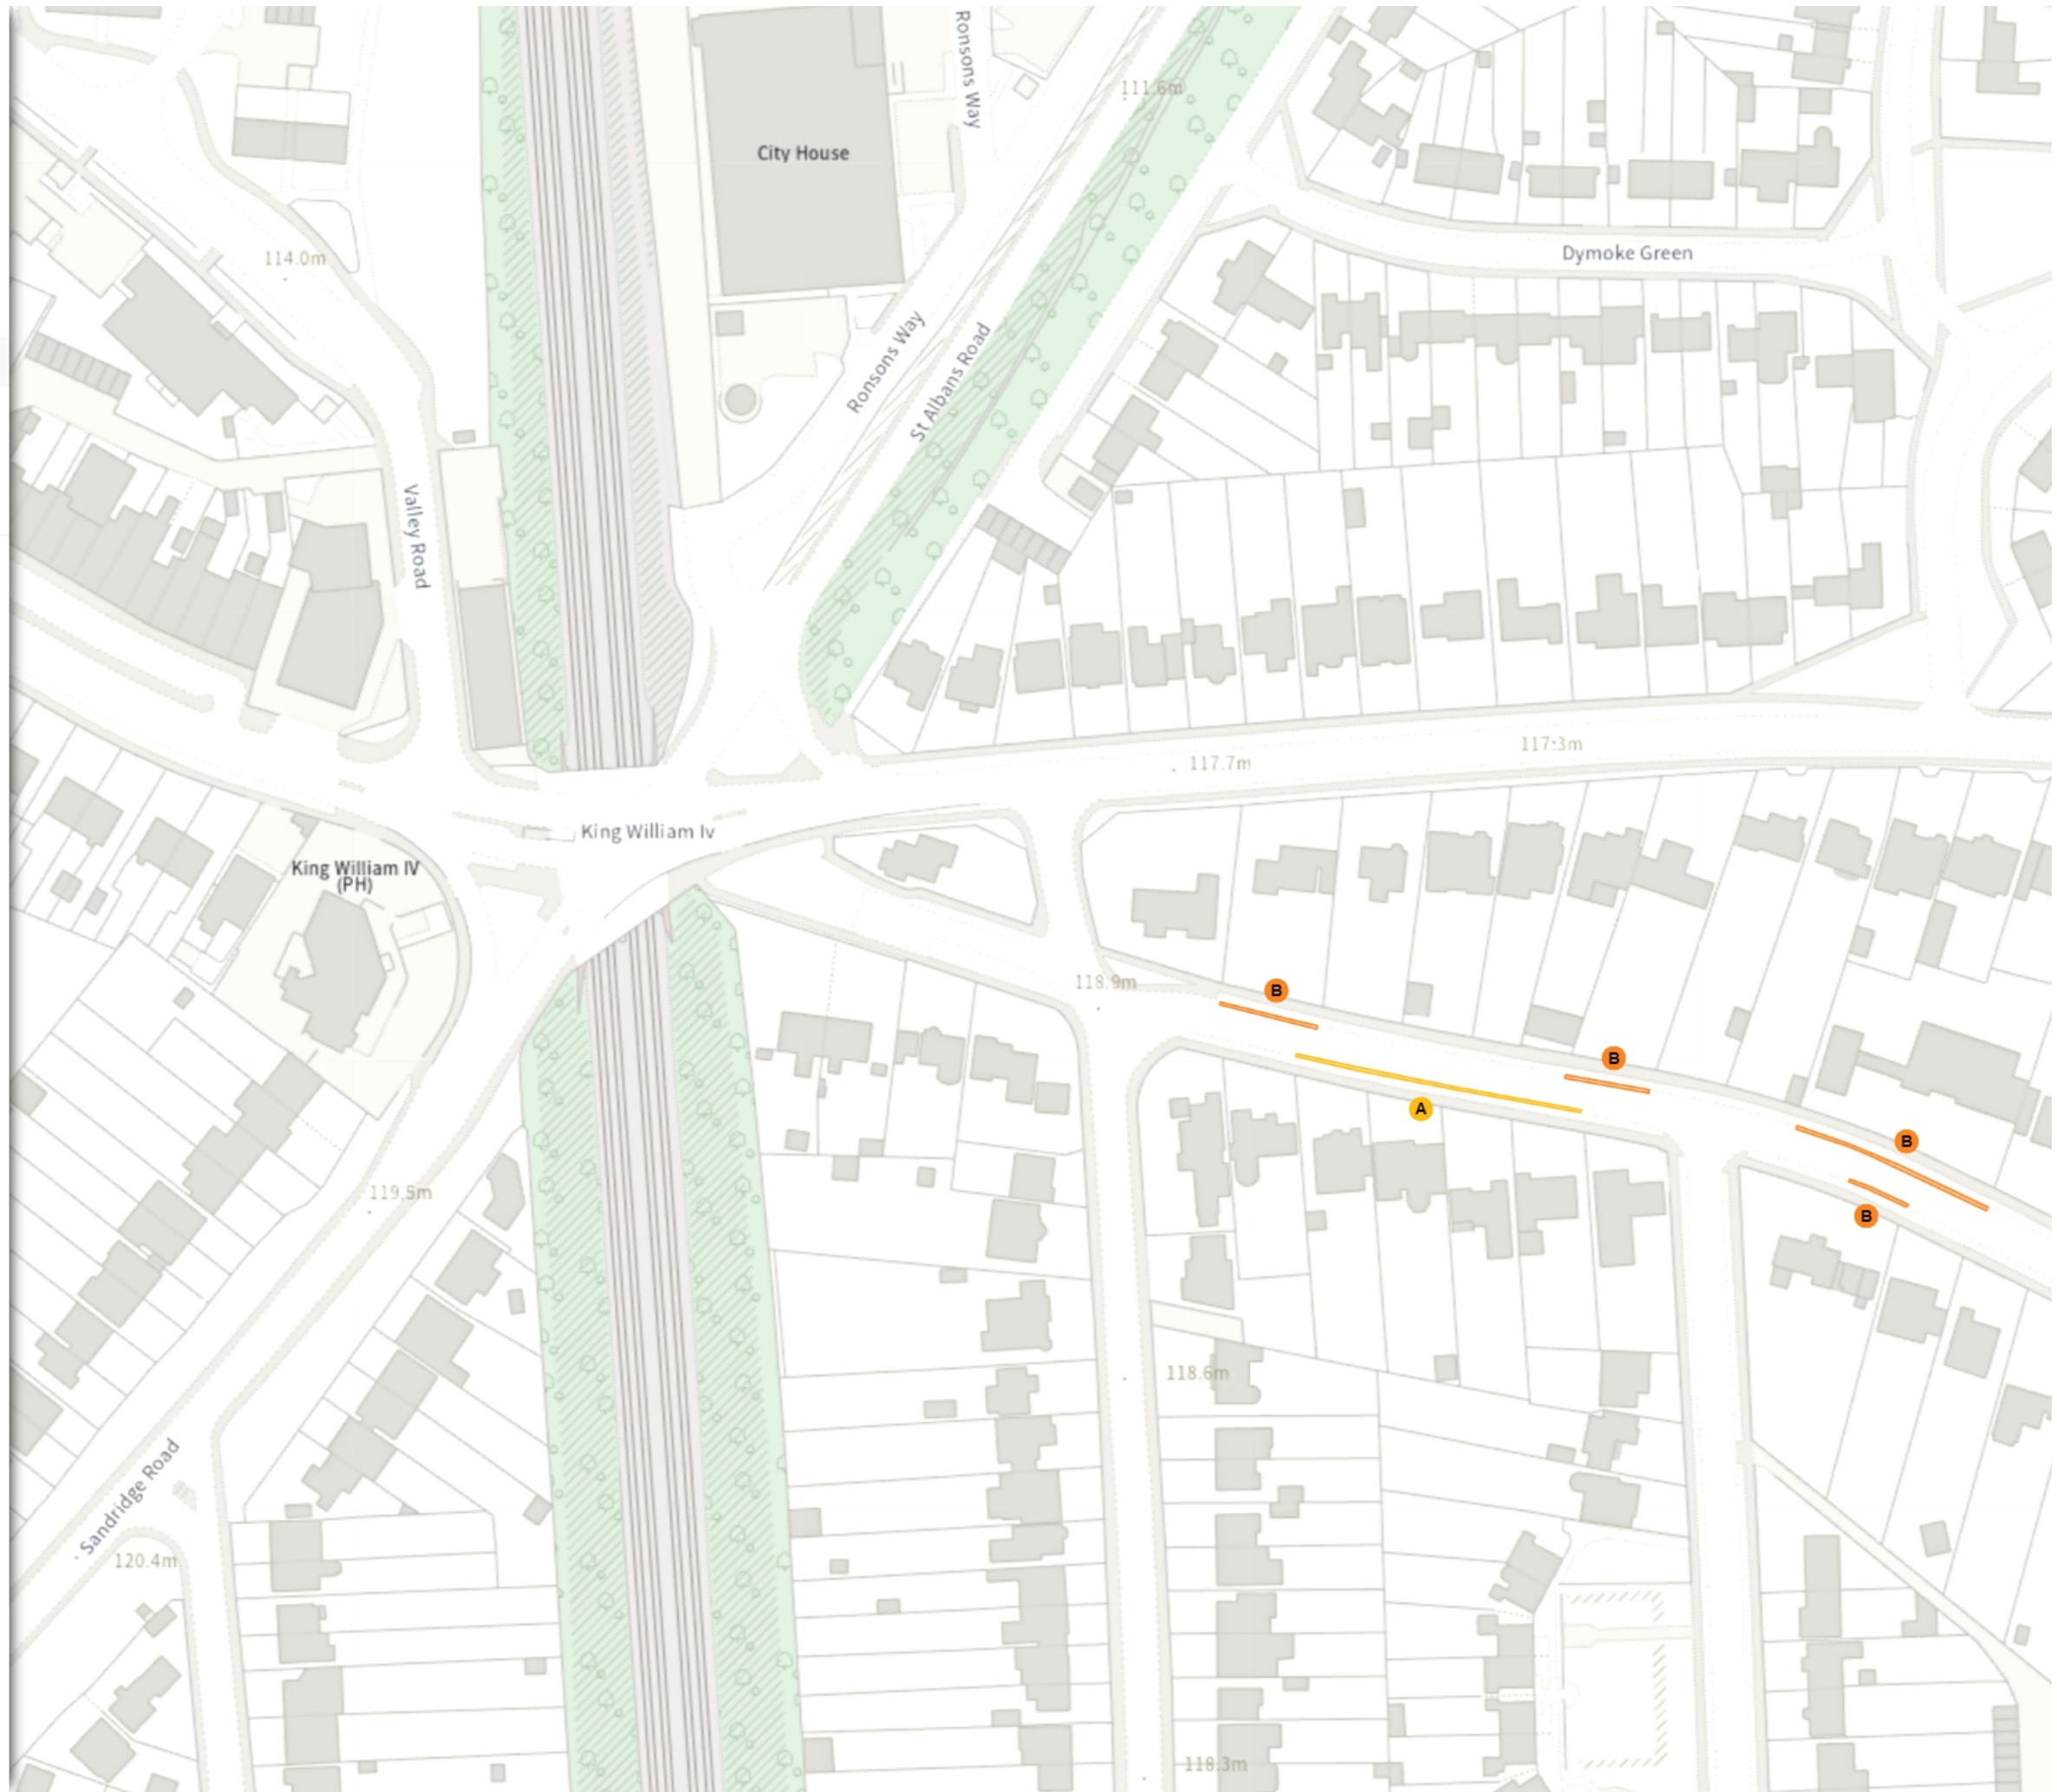 Ronsons Way
111.6m
City House
114.0m
Dymoke Green
Ronsons Way
St Albans Road
Valley Road
117.3m
117.7m
King William Iv
King William IV
(PH)
118.9m
B
B
A
B
119.5m
B
118.6m
Sandridge Road
120.4m
118.3m